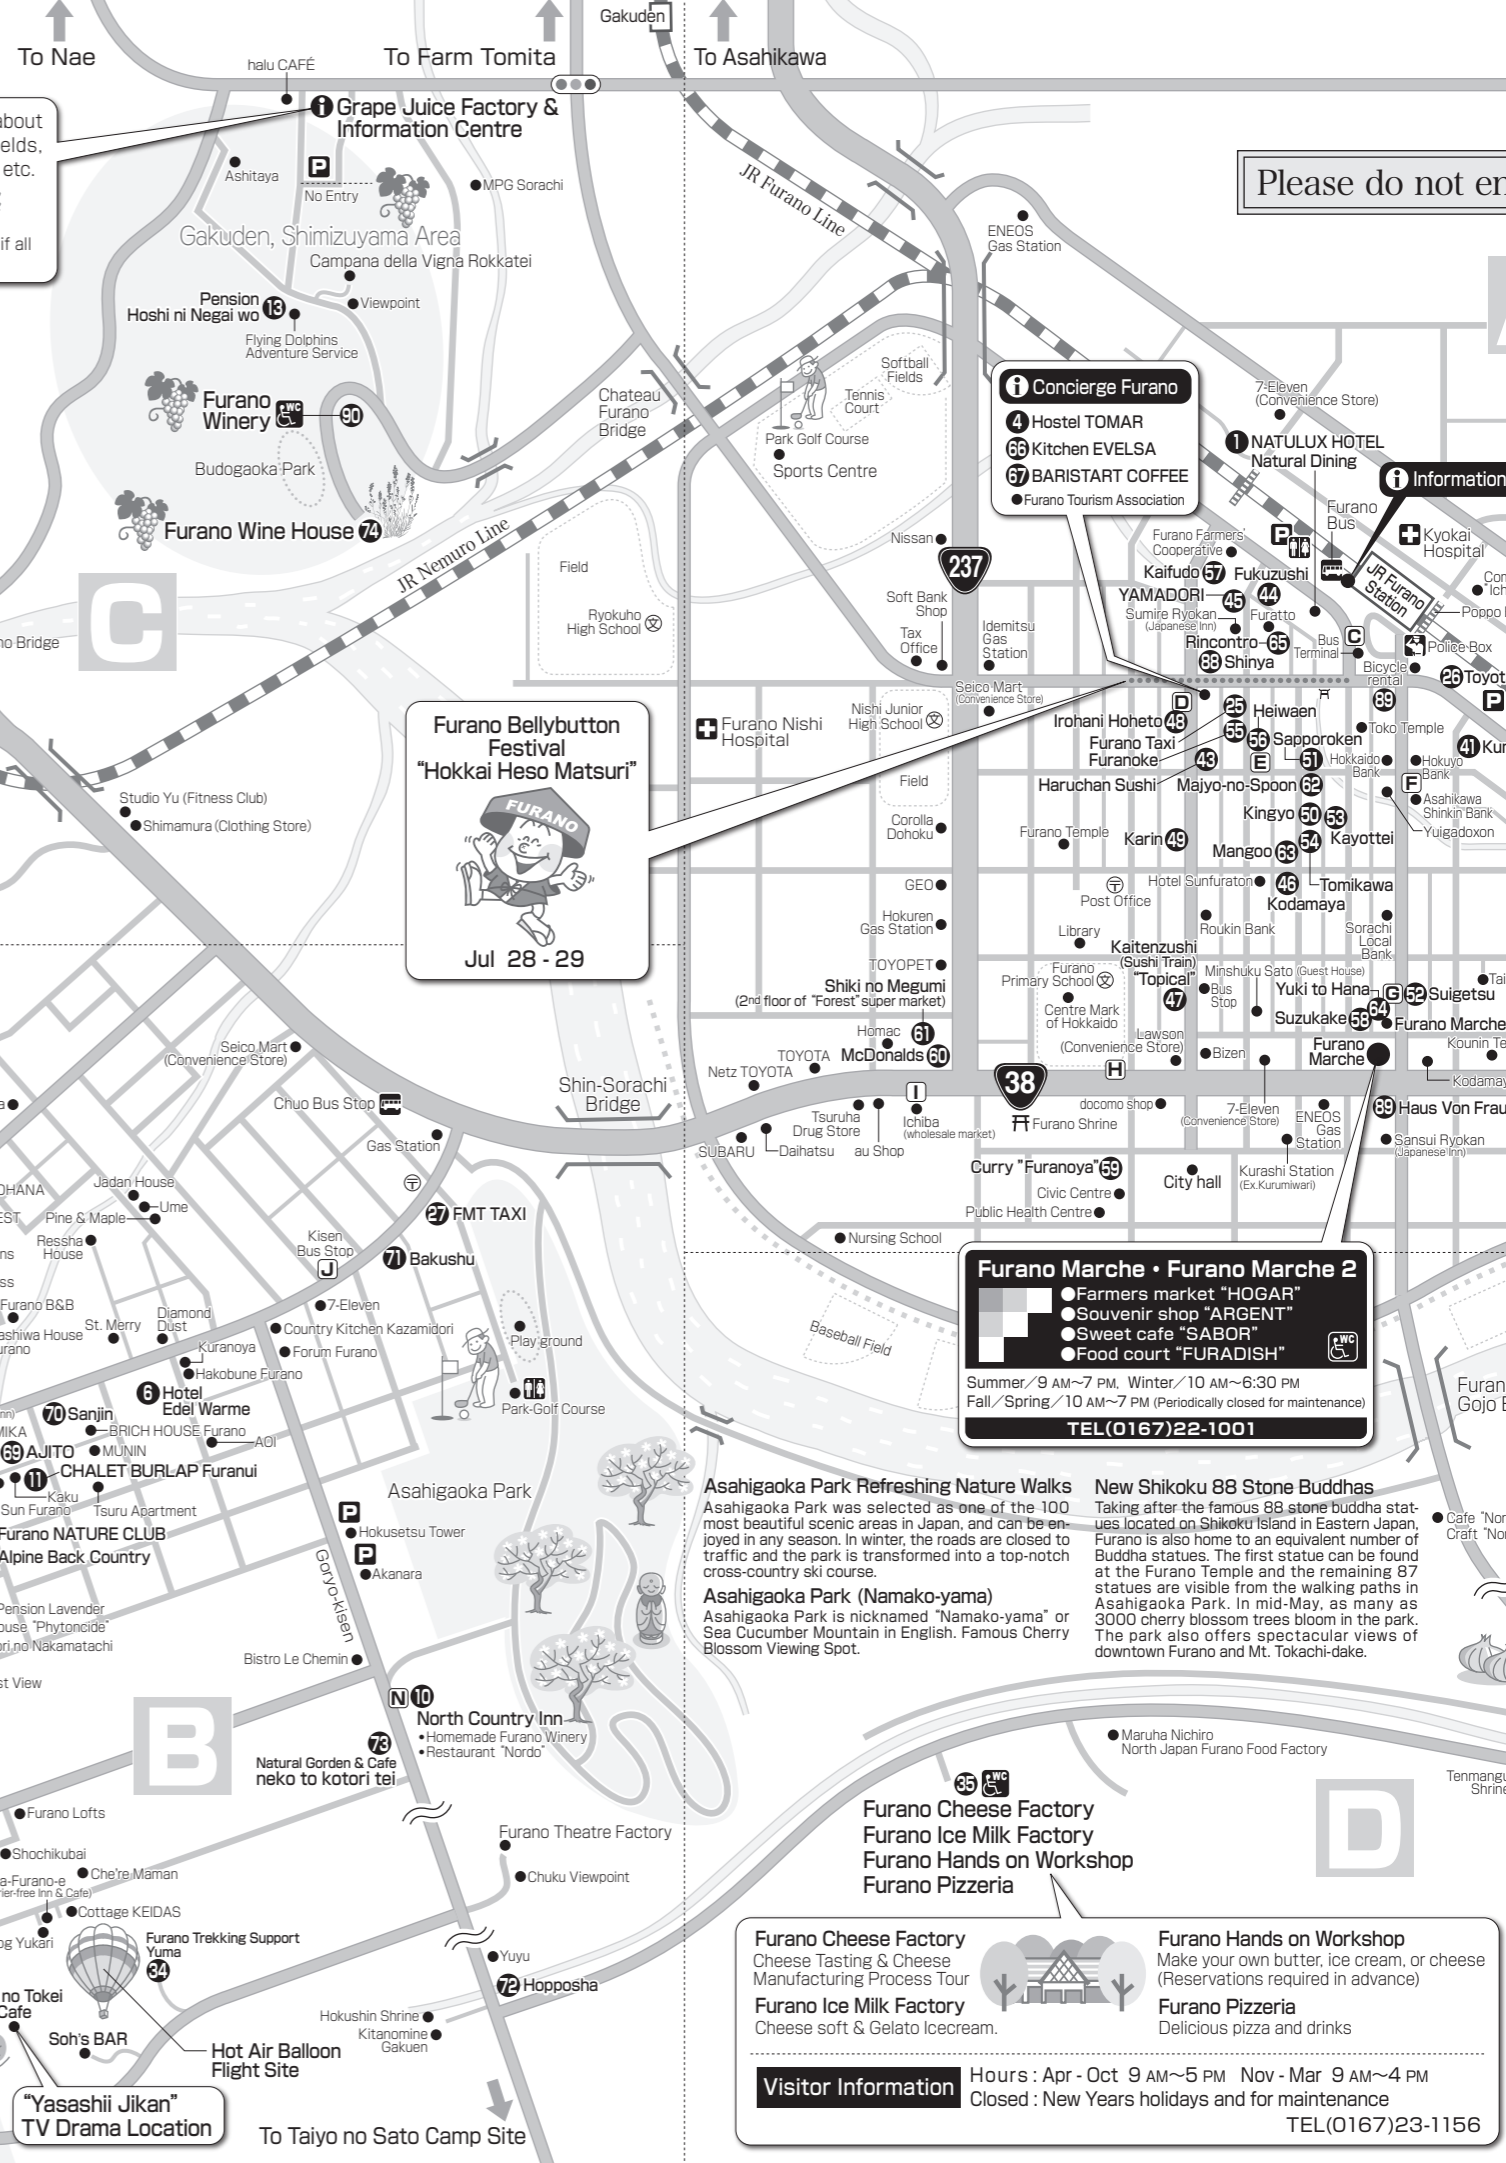 Gakuden
To Nae
To Farm Tomita
To Asahikawa
halu CAFÉ
Grape Juice Factory &
Information Centre
about
etc.
if all
Ashitaya
P
No Entry
MPG Sorachi
Gakuden, Shimizuyama Area
Campana della Vigna Rokkatei
Viewpoint
Pension
Hoshi ni Negai wo 13
Flying Dolphins
Adventure Service
Furano
Winery WC 90
Budogaoka Park
Furano Wine House 74
JR Furano Line
JR Nemuro Line
Please do not en
ENEOS
Gas Station
Chateau
Furano
Bridge
Softball
Fields
Tennis
Court
Park Golf Course
Sports Centre
i Concierge Furano
4 Hostel TOMAR
66 Kitchen EVELSA
67 BARISTART COFFEE
Furano Tourism Association
7-Eleven
(Convenience Store)
1 NATULUX HOTEL
Natural Dining
i Information
Furano
Bus
Kyokai
Hospital
JR Furano
Station
Police Box
Bicycle
rental
89
26 Toyot
P
Toko Temple
41 Kur
Hokuyo
Bank
F
Asahikawa
Shinkin Bank
Yuigadoxon
Nissan
237
Soft Bank
Shop
Tax
Office
Idemitsu
Gas
Station
Seico Mart
(Convenience Store)
Furano Farmers'
Cooperative
P
Kaifudo 57
Fukuzushi
44
YAMADORI 45
Sumire Ryokan
(Japanese Inn)
Furatto
Rincontro 65
88 Shinya
Bus
Terminal
C
Field
Ryokuho
High School
C
no Bridge
Furano Bellybutton
Festival
"Hokkai Heso Matsuri"
FURANO
Jul 28 - 29
Furano Nishi
Hospital
Nishi Junior
High School
Field
D
Irohani Hoheto 48
25 Heiwaen
Furano Taxi
55 56 Sapporoken
Furanoke
43 E 51
Hokkaido
Bank
Haruchan Sushi
Majyo-no-Spoon 62
Kingyo 50 53
Karin 49
Mangoo 63 54 Kayottei
Furano Temple
Corolla
Dohoku
GEO
Hokuren
Gas Station
TOYOPET
Post Office
Hotel Sunfuraton
46 Tomikawa
Kodamaya
Roukin Bank
Sorachi
Local
Bank
Library
Kaitenzushi
(Sushi Train)
"Topical"
47
Furano
Primary School
Centre Mark
of Hokkaido
Minshuku Sato (Guest House)
Bus
Stop
Yuki to Hana
G 52 Suigetsu
64
Suzukake 58
Furano Marche
Furano
Marche
Lawson
(Convenience Store)
Bizen
H
Shiki no Megumi
(2nd floor of "Forest" super market)
Homac 61
McDonalds 60
TOYOTA
Netz TOYOTA
38
I
Tsuruha
Drug Store
au Shop
Ichiba
(wholesale market)
Furano Shrine
docomo shop
7-Eleven
(Convenience Store)
ENEOS
Gas
Station
89 Haus Von Frau
Sansui Ryokan
(Japanese Inn)
SUBARU
Daihatsu
Curry "Furanoya" 59
Civic Centre
Public Health Centre
City hall
Kurashi Station
(Ex.Kurumiwari)
Nursing School
Studio Yu (Fitness Club)
Shimamura (Clothing Store)
Seico Mart
(Convenience Store)
Shin-Sorachi
Bridge
Chuo Bus Stop
Gas Station
Jadan House
Ume
Pine & Maple
Ressha
House
Kisen
Bus Stop
J
27 FMT TAXI
71 Bakushu
Furano B&B
ashiwa House
St. Merry
Diamond
Dust
7-Eleven
Country Kitchen Kazamidori
Forum Furano
Kuranoya
Hakobune Furano
6 Hotel
Edel Warme
70 Sanjin
BRICH HOUSE Furano
MUNIN
AOI
69 AJITO
11 CHALET BURLAP Furanui
Kaku
Sun Furano
Tsuru Apartment
Furano NATURE CLUB
Alpine Back Country
Pension Lavender
ouse "Phytoncide"
ori no Nakamatachi
st View
Play ground
Park-Golf Course
Baseball Field
Furano Marche • Furano Marche 2
Farmers market "HOGAR"
Souvenir shop "ARGENT"
Sweet cafe "SABOR"
Food court "FURADISH"
WC
Summer／9 AM〜7 PM, Winter／10 AM〜6:30 PM
Fall／Spring／10 AM〜7 PM (Periodically closed for maintenance)
TEL(0167)22-1001
Asahigaoka Park
P
Hokusetsu Tower
P
Akanara
Goryo-kisen
Bistro Le Chemin
N 10
North Country Inn
• Homemade Furano Winery
• Restaurant "Nordo"
73
Natural Gorden & Cafe
neko to kotori tei
B
Asahigaoka Park Refreshing Nature Walks
Asahigaoka Park was selected as one of the 100
most beautiful scenic areas in Japan, and can be en-
joyed in any season. In winter, the roads are closed to
traffic and the park is transformed into a top-notch
cross-country ski course.
Asahigaoka Park (Namako-yama)
Asahigaoka Park is nicknamed "Namako-yama" or
Sea Cucumber Mountain in English. Famous Cherry
Blossom Viewing Spot.
New Shikoku 88 Stone Buddhas
Taking after the famous 88 stone buddha stat-
ues located on Shikoku Island in Eastern Japan,
Furano is also home to an equivalent number of
Buddha statues. The first statue can be found
at the Furano Temple and the remaining 87
statues are visible from the walking paths in
Asahigaoka Park. In mid-May, as many as
3000 cherry blossom trees bloom in the park.
The park also offers spectacular views of
downtown Furano and Mt. Tokachi-dake.
Maruha Nichiro
North Japan Furano Food Factory
D
35 WC
Furano Cheese Factory
Furano Ice Milk Factory
Furano Hands on Workshop
Furano Pizzeria
Furano Lofts
Shochikubai
Che're Maman
a-Furano-e
Cottage KEIDAS
Furano Trekking Support
Yuma
34
no Tokei
Cafe
Soh's BAR
Hot Air Balloon
Flight Site
"Yasashii Jikan"
TV Drama Location
Furano Theatre Factory
Chuku Viewpoint
Yuyu
72 Hopposha
Hokushin Shrine
Kitanomine
Gakuen
To Taiyo no Sato Camp Site
Furano Cheese Factory
Cheese Tasting & Cheese
Manufacturing Process Tour
Furano Ice Milk Factory
Cheese soft & Gelato Icecream.
Furano Hands on Workshop
Make your own butter, ice cream, or cheese
(Reservations required in advance)
Furano Pizzeria
Delicious pizza and drinks
Visitor Information
Hours : Apr - Oct 9 AM〜5 PM Nov - Mar 9 AM〜4 PM
Closed : New Years holidays and for maintenance
TEL(0167)23-1156